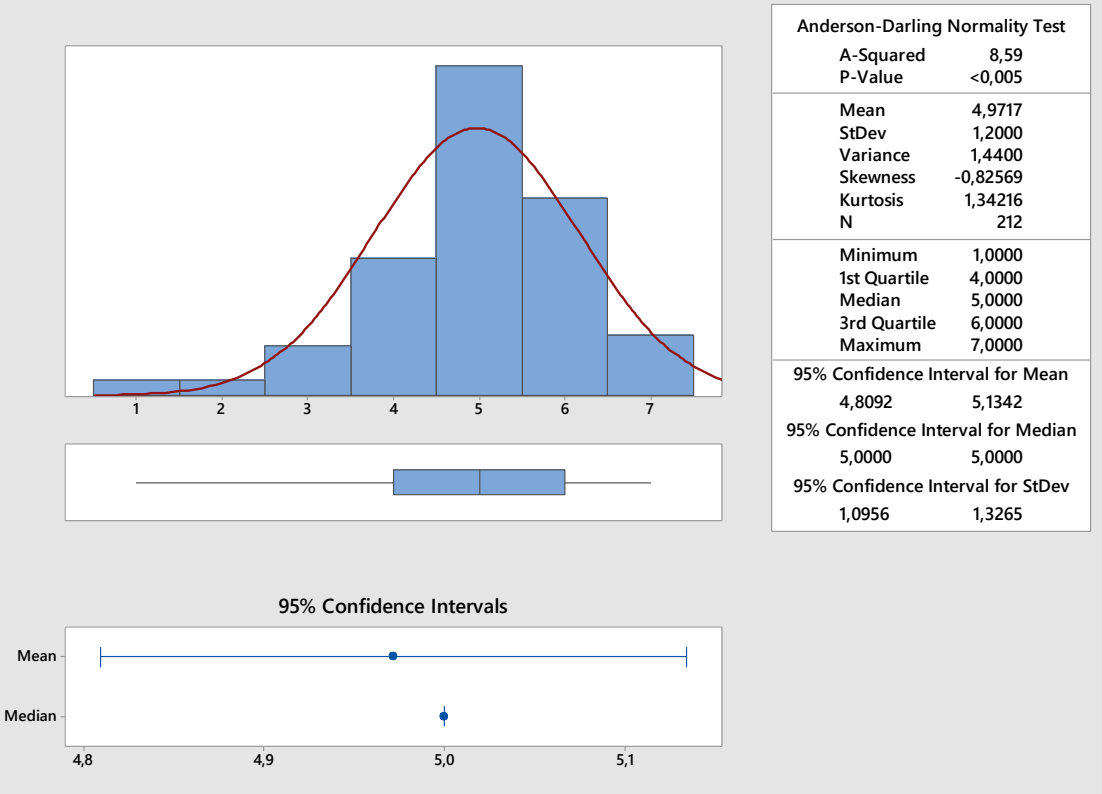 Anderson-Darling Normality Test
A-Squared 8,59
P-Value <0,005
Mean 4,9717
StDev 1,2000
Variance 1,4400
Skewness -0,82569
Kurtosis 1,34216
N 212
Minimum 1,0000
1st Quartile 4,0000
Median 5,0000
3rd Quartile 6,0000
Maximum 7,0000
95% Confidence Interval for Mean
4,8092 5,1342
95% Confidence Interval for Median
5,0000 5,0000
95% Confidence Interval for StDev
1,0956 1,3265
1 2 3 4 5 6 7
95% Confidence Intervals
Mean
Median
4,8 4,9 5,0 5,1